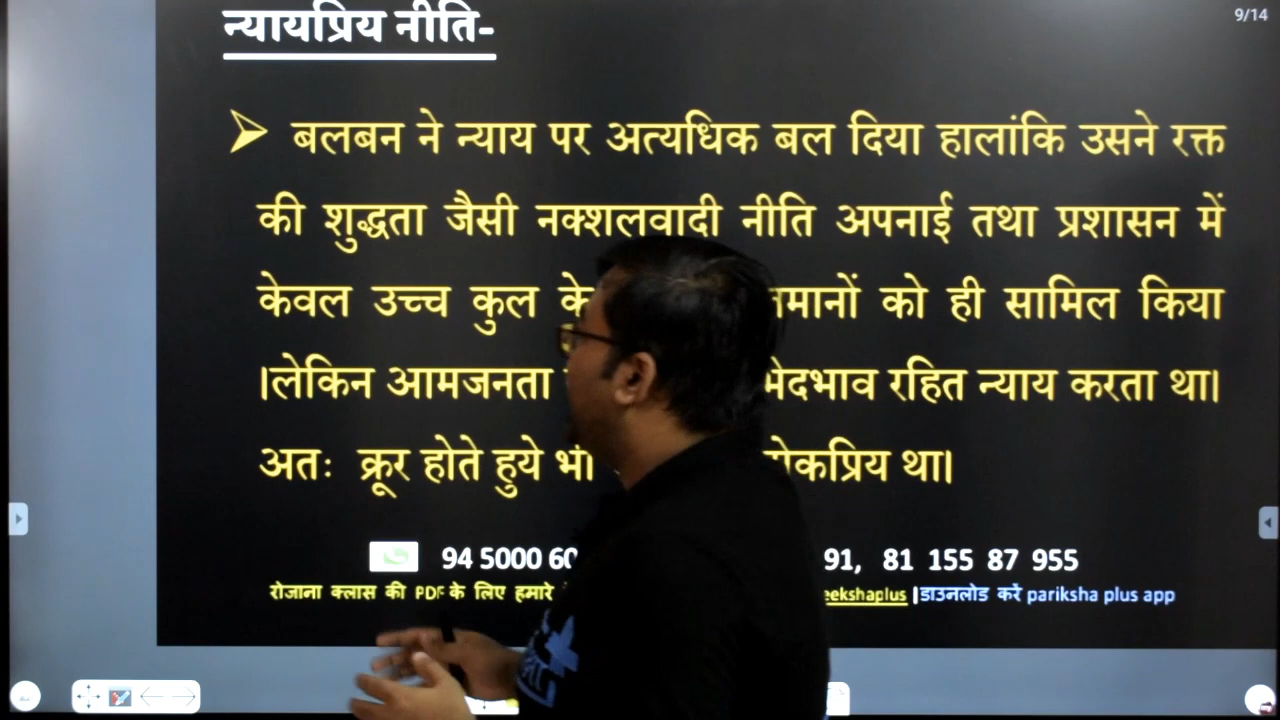 9/14
न्यायप्रिय नीति-
बलबन ने न्याय पर अत्यधिक बल दिया हालांकि उसने रक्त
की शुद्धता जैसी नक्शलवादी नीति अपनाई तथा प्रशासन में
केवल उच्च कुल के को ही सामिल किया
।लेकिन आमजनता भेदभाव रहित न्याय करता था।
अतः क्रूर होते हुये था।
94 5000 60 91, 81 155 87 955
रोजाना क्लास की PDF के लिए हमारे eekshaplus |डाउनलोड करें pariksha plus app